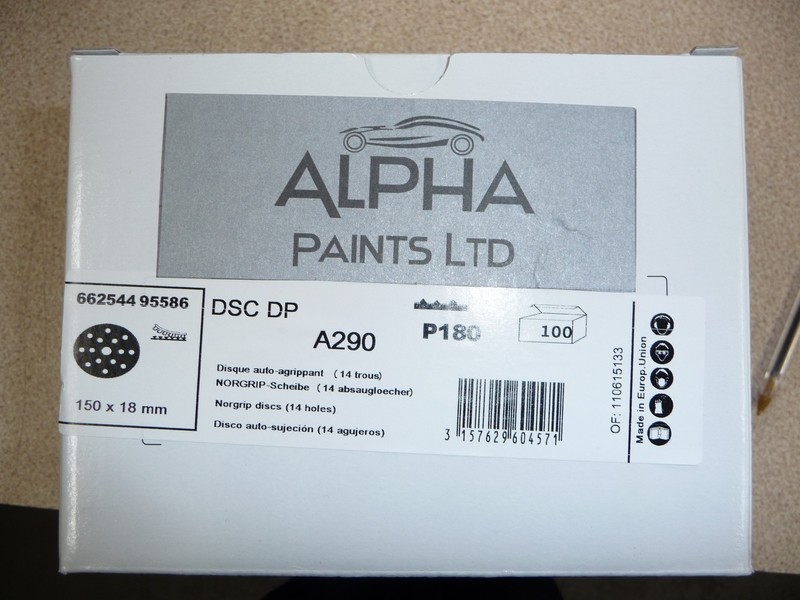 ALPHA
PAINTS LTD
662544 95586
150 x 18 mm
DSC DP
A290
P180
100
Disque auto-agrippant (14 trous)
NORGRIP-Scheibe (14 absaugloecher)
Norgrip discs (14 holes)
Disco auto-sujeción (14 agujeros)
3 157629 604571
OF: 110615133
Made in Europ.Union